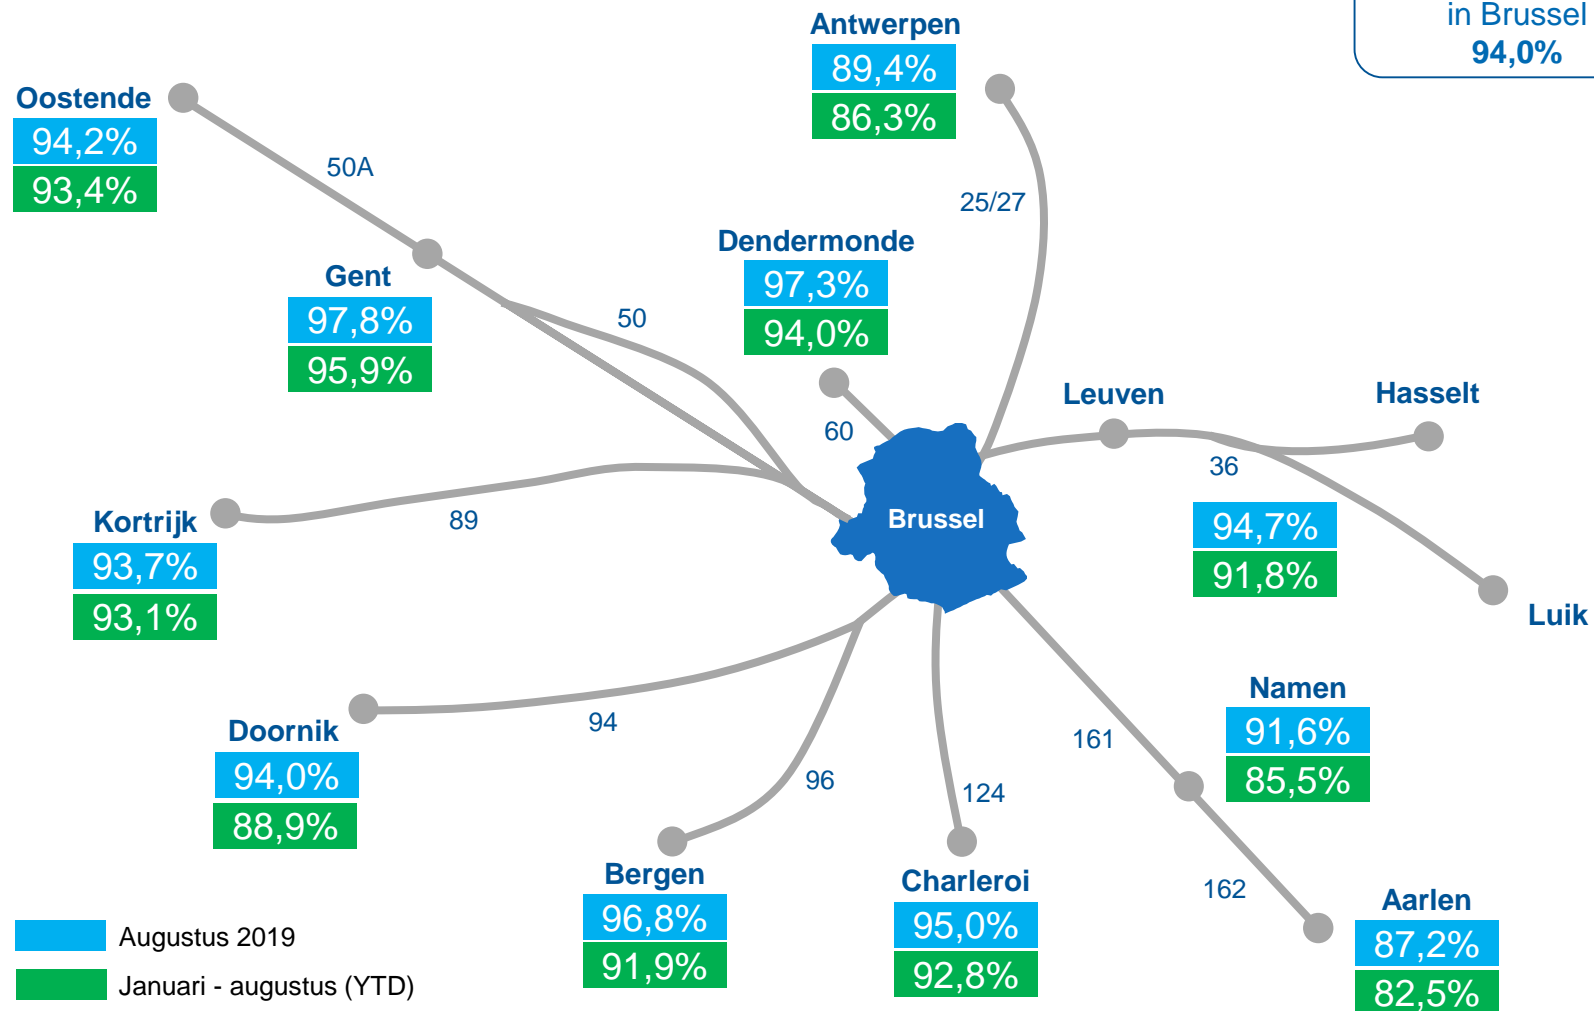 in Brussel
94,0%
Antwerpen
89,4%
86,3%
Oostende
94,2%
93,4%
50A
25/27
Dendermonde
97,3%
94,0%
Gent
97,8%
95,9%
50
60
Leuven
Hasselt
36
94,7%
91,8%
Luik
Brussel
89
Kortrijk
93,7%
93,1%
Doornik
94,0%
88,9%
94
96
Bergen
96,8%
91,9%
124
Charleroi
95,0%
92,8%
161
Namen
91,6%
85,5%
162
Aarlen
87,2%
82,5%
Augustus 2019
Januari - augustus (YTD)